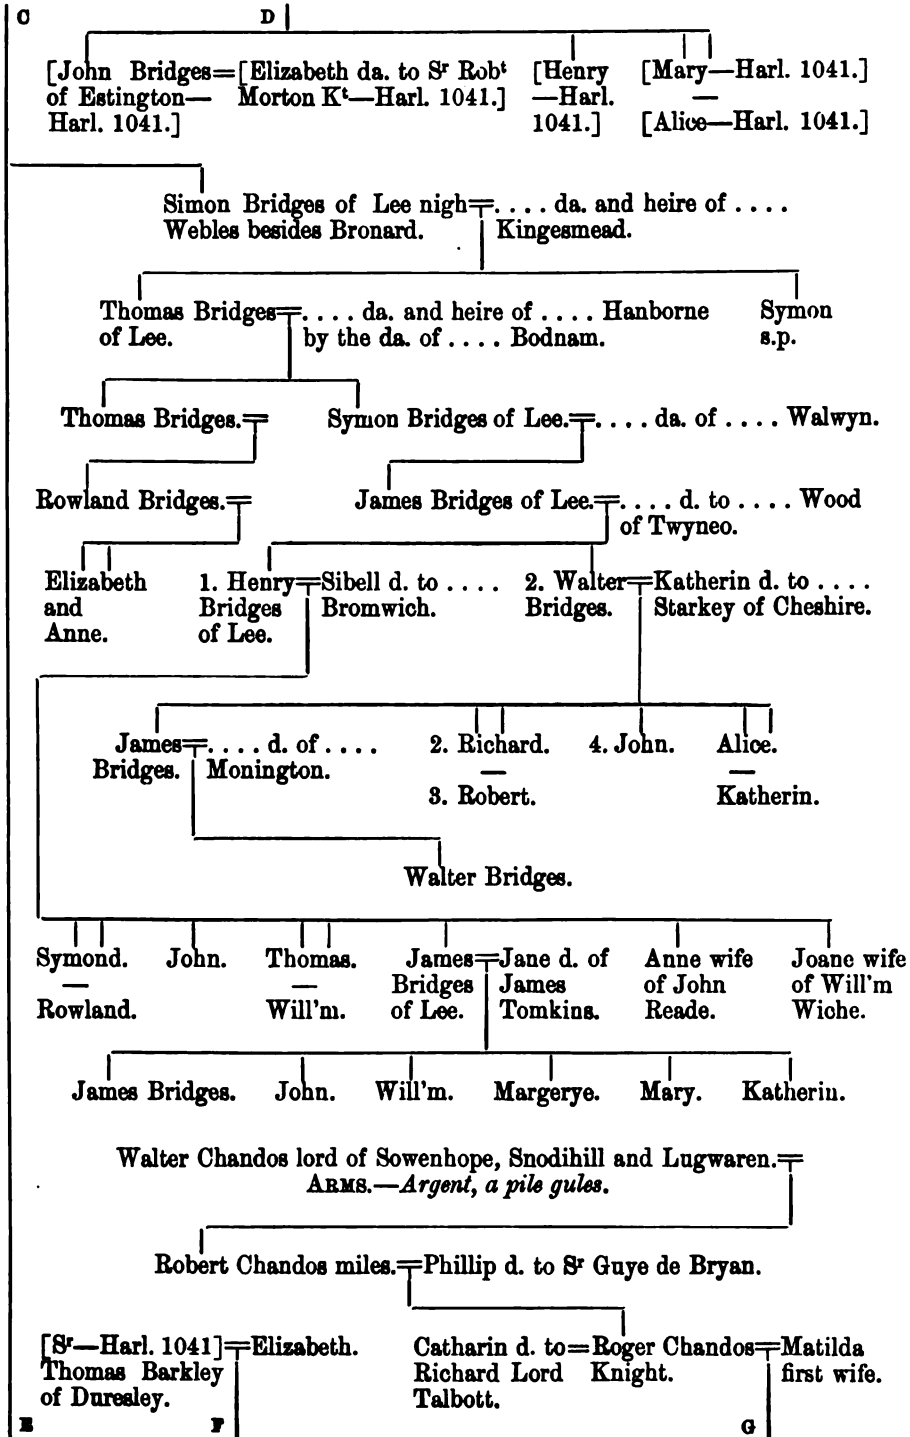 C D
[John Bridges=[Elizabeth da. to Sʳ Robᵗ [Henry [Mary—Harl. 1041.]
of Estington— Morton Kᵗ—Harl. 1041.] —Harl. —
Harl. 1041.] 1041.] [Alice—Harl. 1041.]
Simon Bridges of Lee nigh=. . . . da. and heire of . . . .
Webles besides Bronard. Kingesmead.
Thomas Bridges=. . . . da. and heire of . . . . Hanborne Symon
of Lee. by the da. of . . . . Bodnam. s.p.
Thomas Bridges.= Symon Bridges of Lee.=. . . . da. of . . . . Walwyn.
Rowland Bridges.= James Bridges of Lee.=. . . . d. to . . . . Wood
of Twyneo.
Elizabeth 1. Henry=Sibell d. to . . . . 2. Walter=Katherin d. to . . . .
and Bridges Bromwich. Bridges. Starkey of Cheshire.
Anne. of Lee.
James=. . . . d. of . . . . 2. Richard. 4. John. Alice.
Bridges. Monington. — —
3. Robert. Katherin.
Walter Bridges.
Symond. John. Thomas. James=Jane d. of Anne wife Joane wife
— — Bridges James of John of Will'm
Rowland. Will'm. of Lee. Tomkins. Reade. Wiche.
James Bridges. John. Will'm. Margerye. Mary. Katherin.
Walter Chandos lord of Sowenhope, Snodihill and Lugwaren.=
ARMS.—Argent, a pile gules.
Robert Chandos miles.=Phillip d. to Sʳ Guye de Bryan.
[Sʳ—Harl. 1041]=Elizabeth. Catharin d. to=Roger Chandos=Matilda
Thomas Barkley Richard Lord Knight. first wife.
of Duresley. Talbott.
E F G